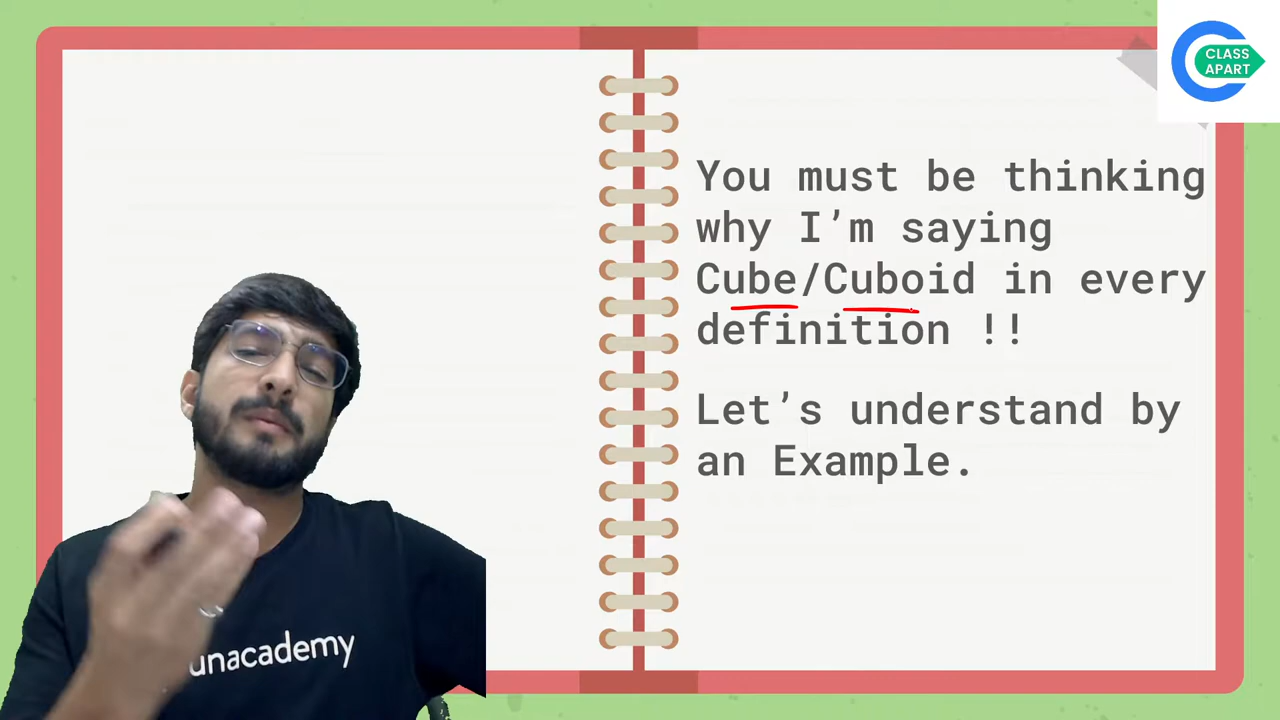 CLASS
APART
You must be thinking
why I’m saying
Cube/Cuboid in every
definition !!
Let’s understand by
an Example.
unacademy